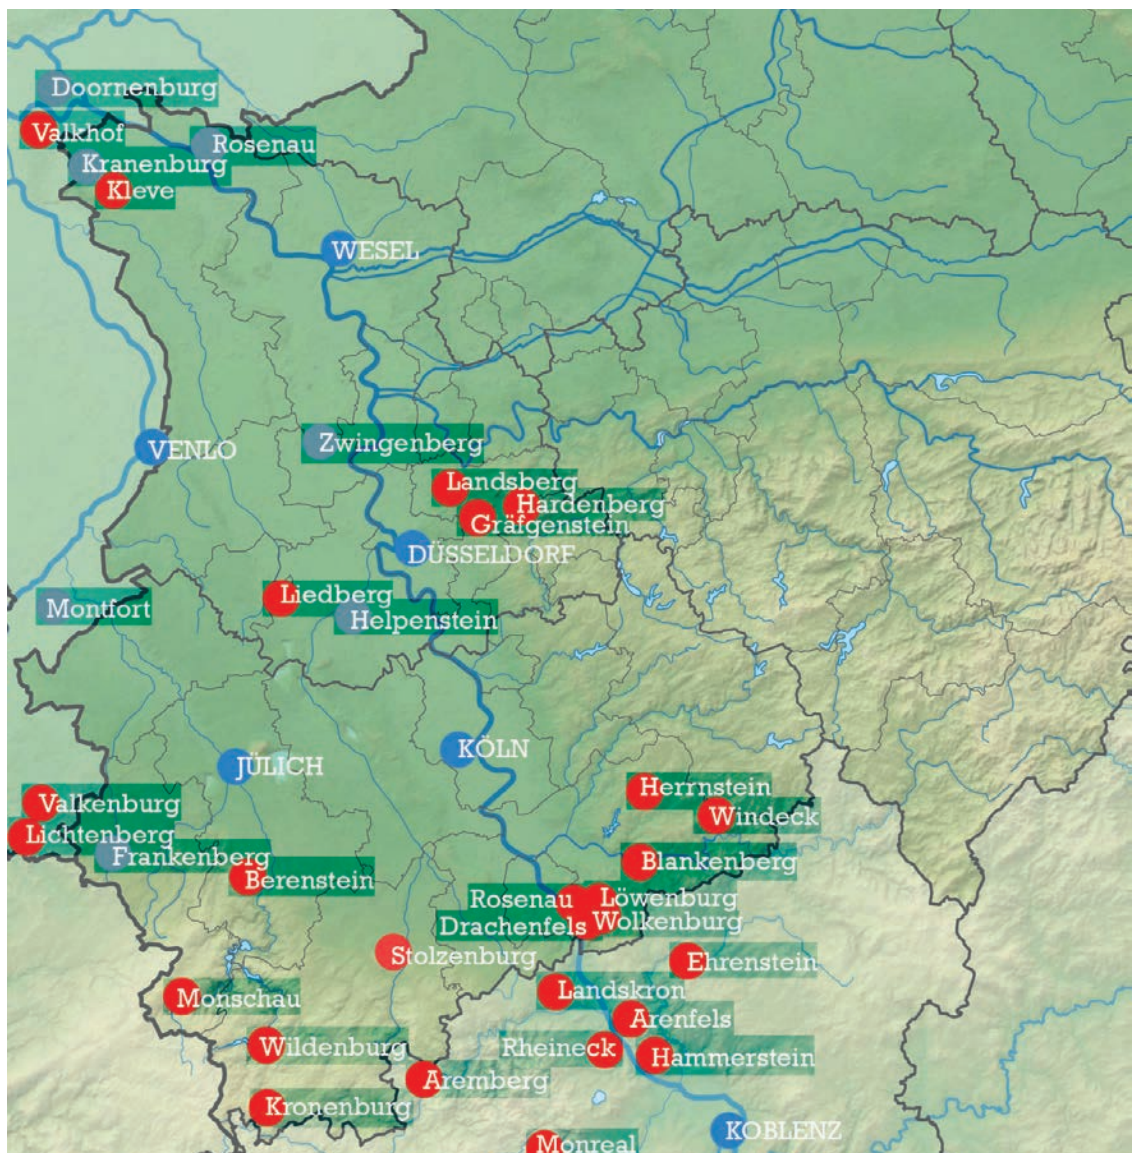 Doornenburg
Valkhof
Rosenau
Kranenburg
Kleve
WESEL
Zwingenberg
VENLO
Landsberg
Hardenberg
Gräfgenstein
DÜSSELDORF
Liedberg
Montfort
Helpenstein
KÖLN
JÜLICH
Herrnstein
Valkenburg
Windeck
Lichtenberg
Frankenberg
Blankenberg
Berenstein
Rosenau
Löwenburg
Drachenfels
Wolkenburg
Stolzenburg
Ehrenstein
Landskron
Monschau
Arenfels
Wildenburg
Rheineck
Hammerstein
Aremberg
Kronenburg
KOBLENZ
Monreal